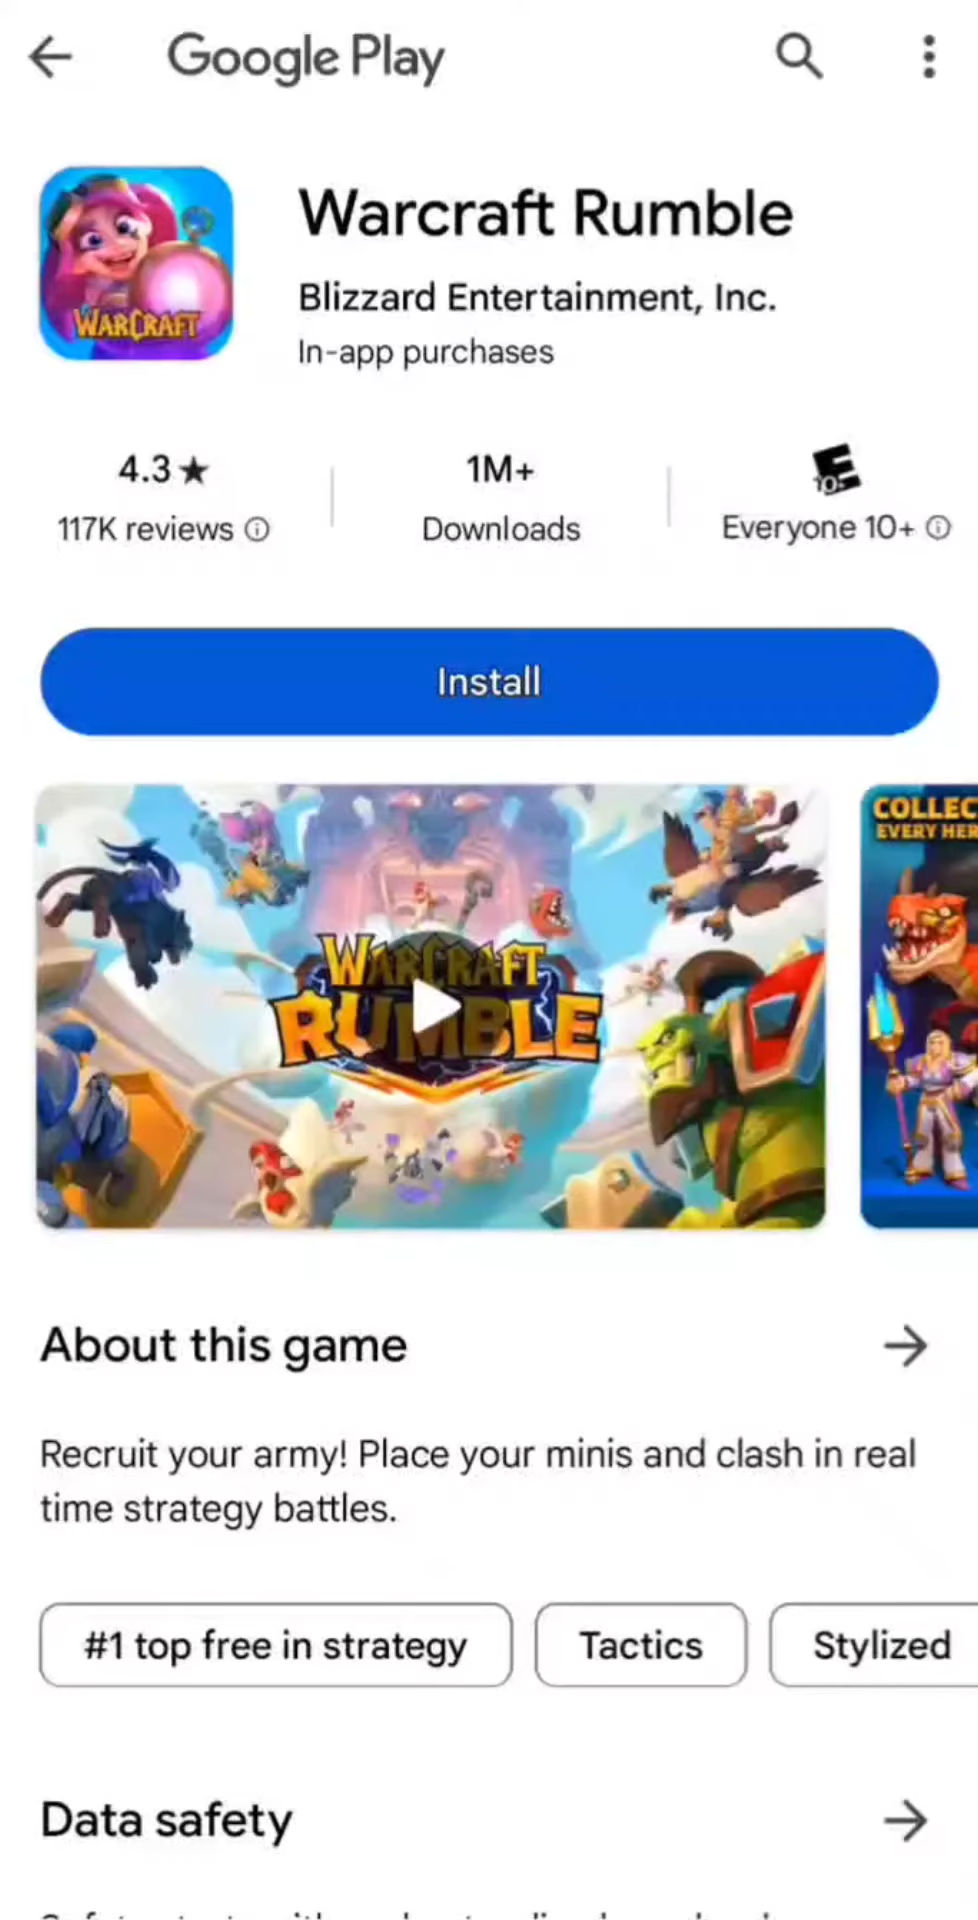 Google Play
Warcraft Rumble
Blizzard Entertainment, Inc.
In-app purchases
WARCRAFT
4.3★
117K reviews
1M+
Downloads
E
10+
Everyone 10+
Install
WARCRAFT
RUMBLE
COLLEC
EVERY HER
About this game
Recruit your army! Place your minis and clash in real
time strategy battles.
#1 top free in strategy
Tactics
Stylized
Data safety